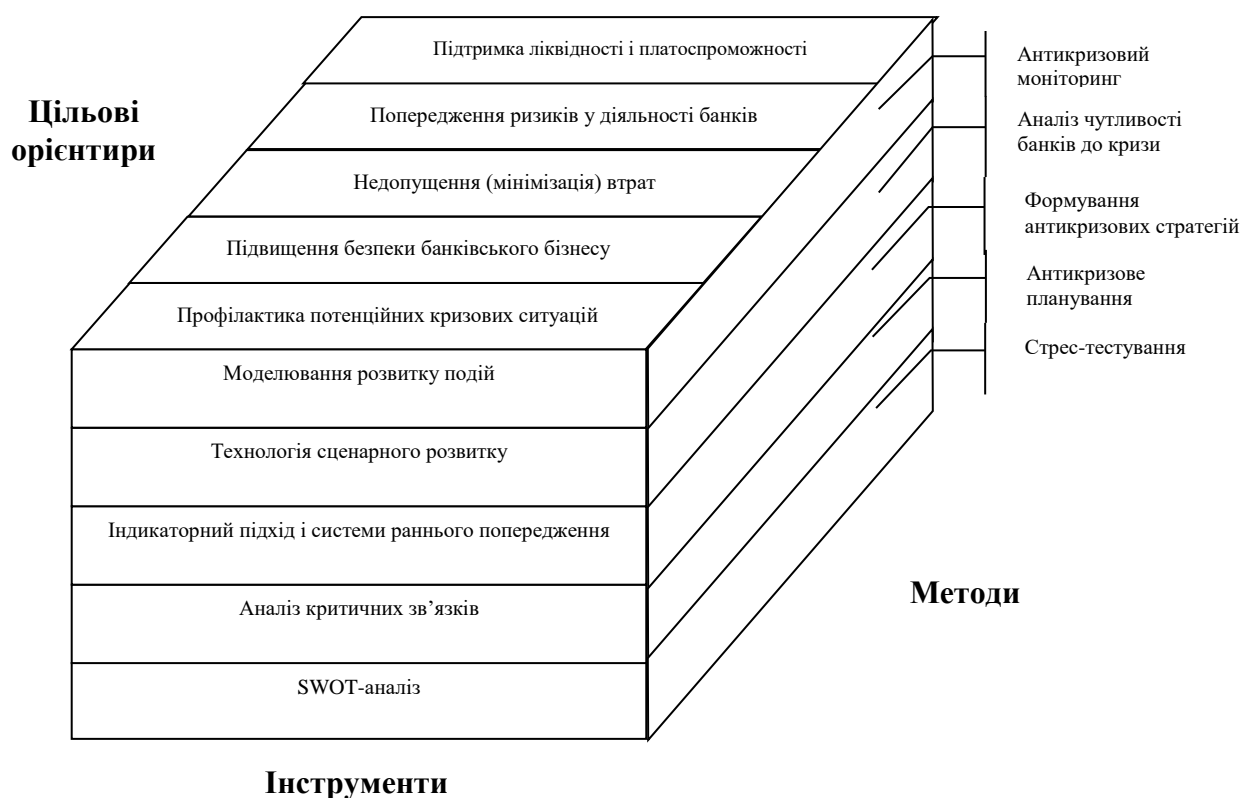 Підтримка ліквідності і платоспроможності
Попередження ризиків у діяльності банків
Недопущення (мінімізація) втрат
Підвищення безпеки банківського бізнесу
Профілактика потенційних кризових ситуацій
Цільові
орієнтири
Моделювання розвитку подій
Технологія сценарного розвитку
Індикаторний підхід і системи раннього попередження
Аналіз критичних зв’язків
SWOT-аналіз
Інструменти
Антикризовий
моніторинг
Аналіз чутливості
банків до кризи
Формування
антикризових стратегій
Антикризове
планування
Стрес-тестування
Методи